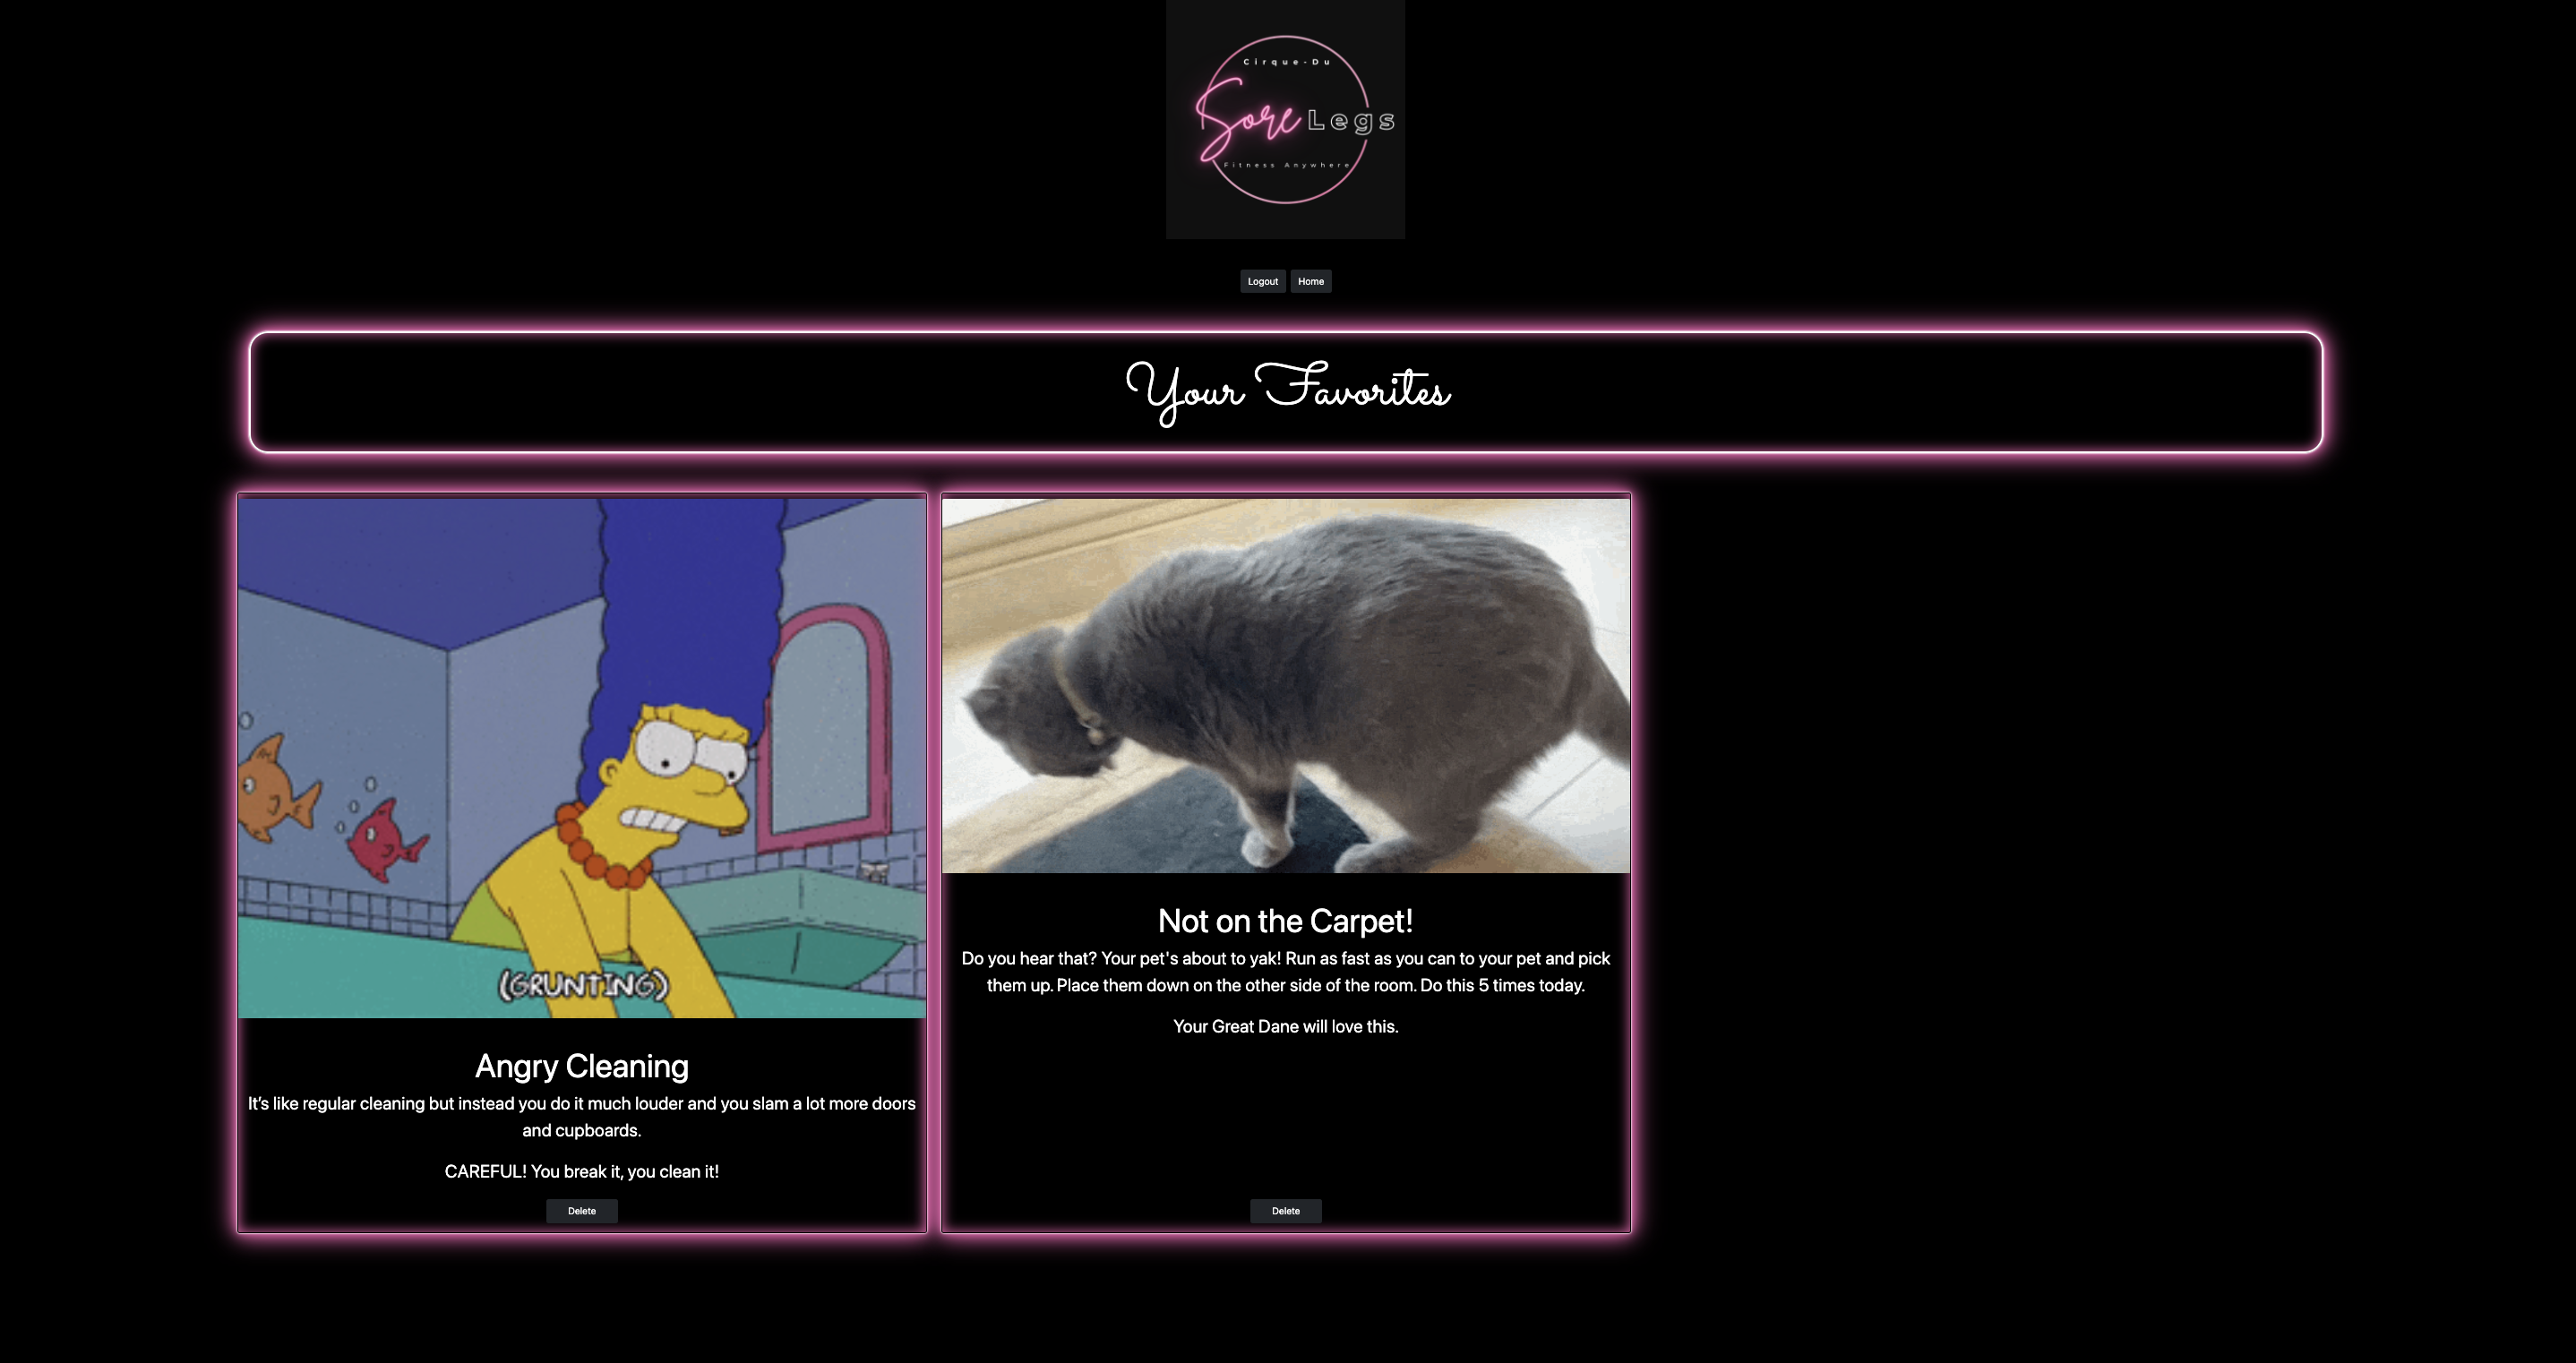 Cirque-Du
Sore Legs
Fitness Anywhere
Logout Home
Your Favorites
(GRUNTING)
Angry Cleaning
It's like regular cleaning but instead you do it much louder and you slam a lot more doors
and cupboards.
CAREFUL! You break it, you clean it!
Delete
Not on the Carpet!
Do you hear that? Your pet's about to yak! Run as fast as you can to your pet and pick
them up. Place them down on the other side of the room. Do this 5 times today.
Your Great Dane will love this.
Delete